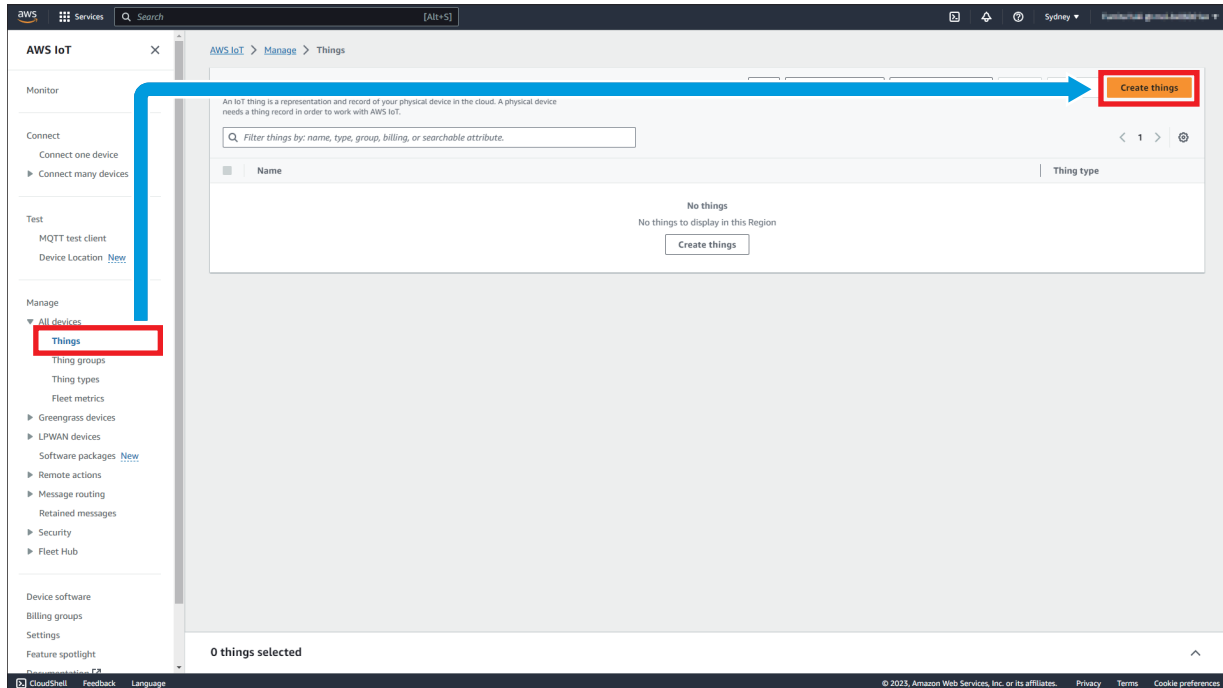 aws Services Search [Alt+S] Sydney
AWS IoT
AWS IoT > Manage > Things
Monitor
Create things
An IoT thing is a representation and record of your physical device in the cloud. A physical device
needs a thing record in order to work with AWS IoT.
Connect
Connect one device
Connect many devices
Filter things by: name, type, group, billing, or searchable attribute.
1
Name
Thing type
No things
No things to display in this Region
Create things
Test
MQTT test client
Device Location New
Manage
All devices
Things
Thing groups
Thing types
Fleet metrics
Greengrass devices
LPWAN devices
Software packages New
Remote actions
Message routing
Retained messages
Security
Fleet Hub
Device software
Billing groups
Settings
Feature spotlight
Documentation
0 things selected
CloudShell Feedback Language
© 2023, Amazon Web Services, Inc. or its affiliates. Privacy Terms Cookie preferences